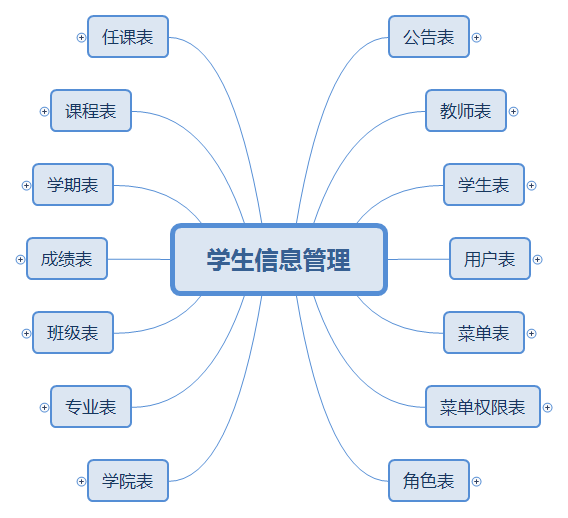 任课表
公告表
课程表
教师表
学期表
学生表
学生信息管理
成绩表
用户表
班级表
菜单表
专业表
菜单权限表
学院表
角色表